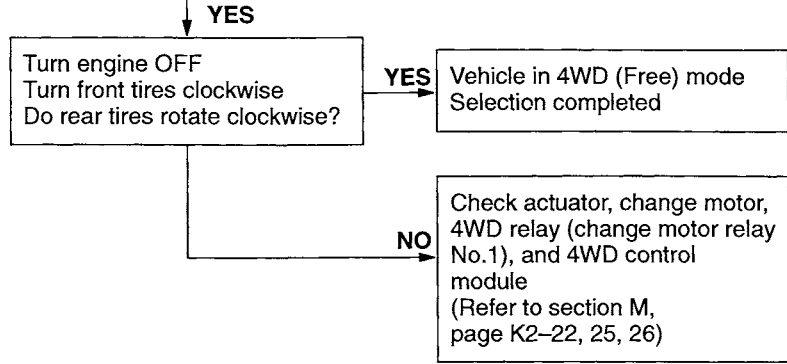 YES
Turn engine OFF
Turn front tires clockwise
Do rear tires rotate clockwise?
YES
Vehicle in 4WD (Free) mode
Selection completed
NO
Check actuator, change motor,
4WD relay (change motor relay
No.1), and 4WD control
module
(Refer to section M,
page K2–22, 25, 26)